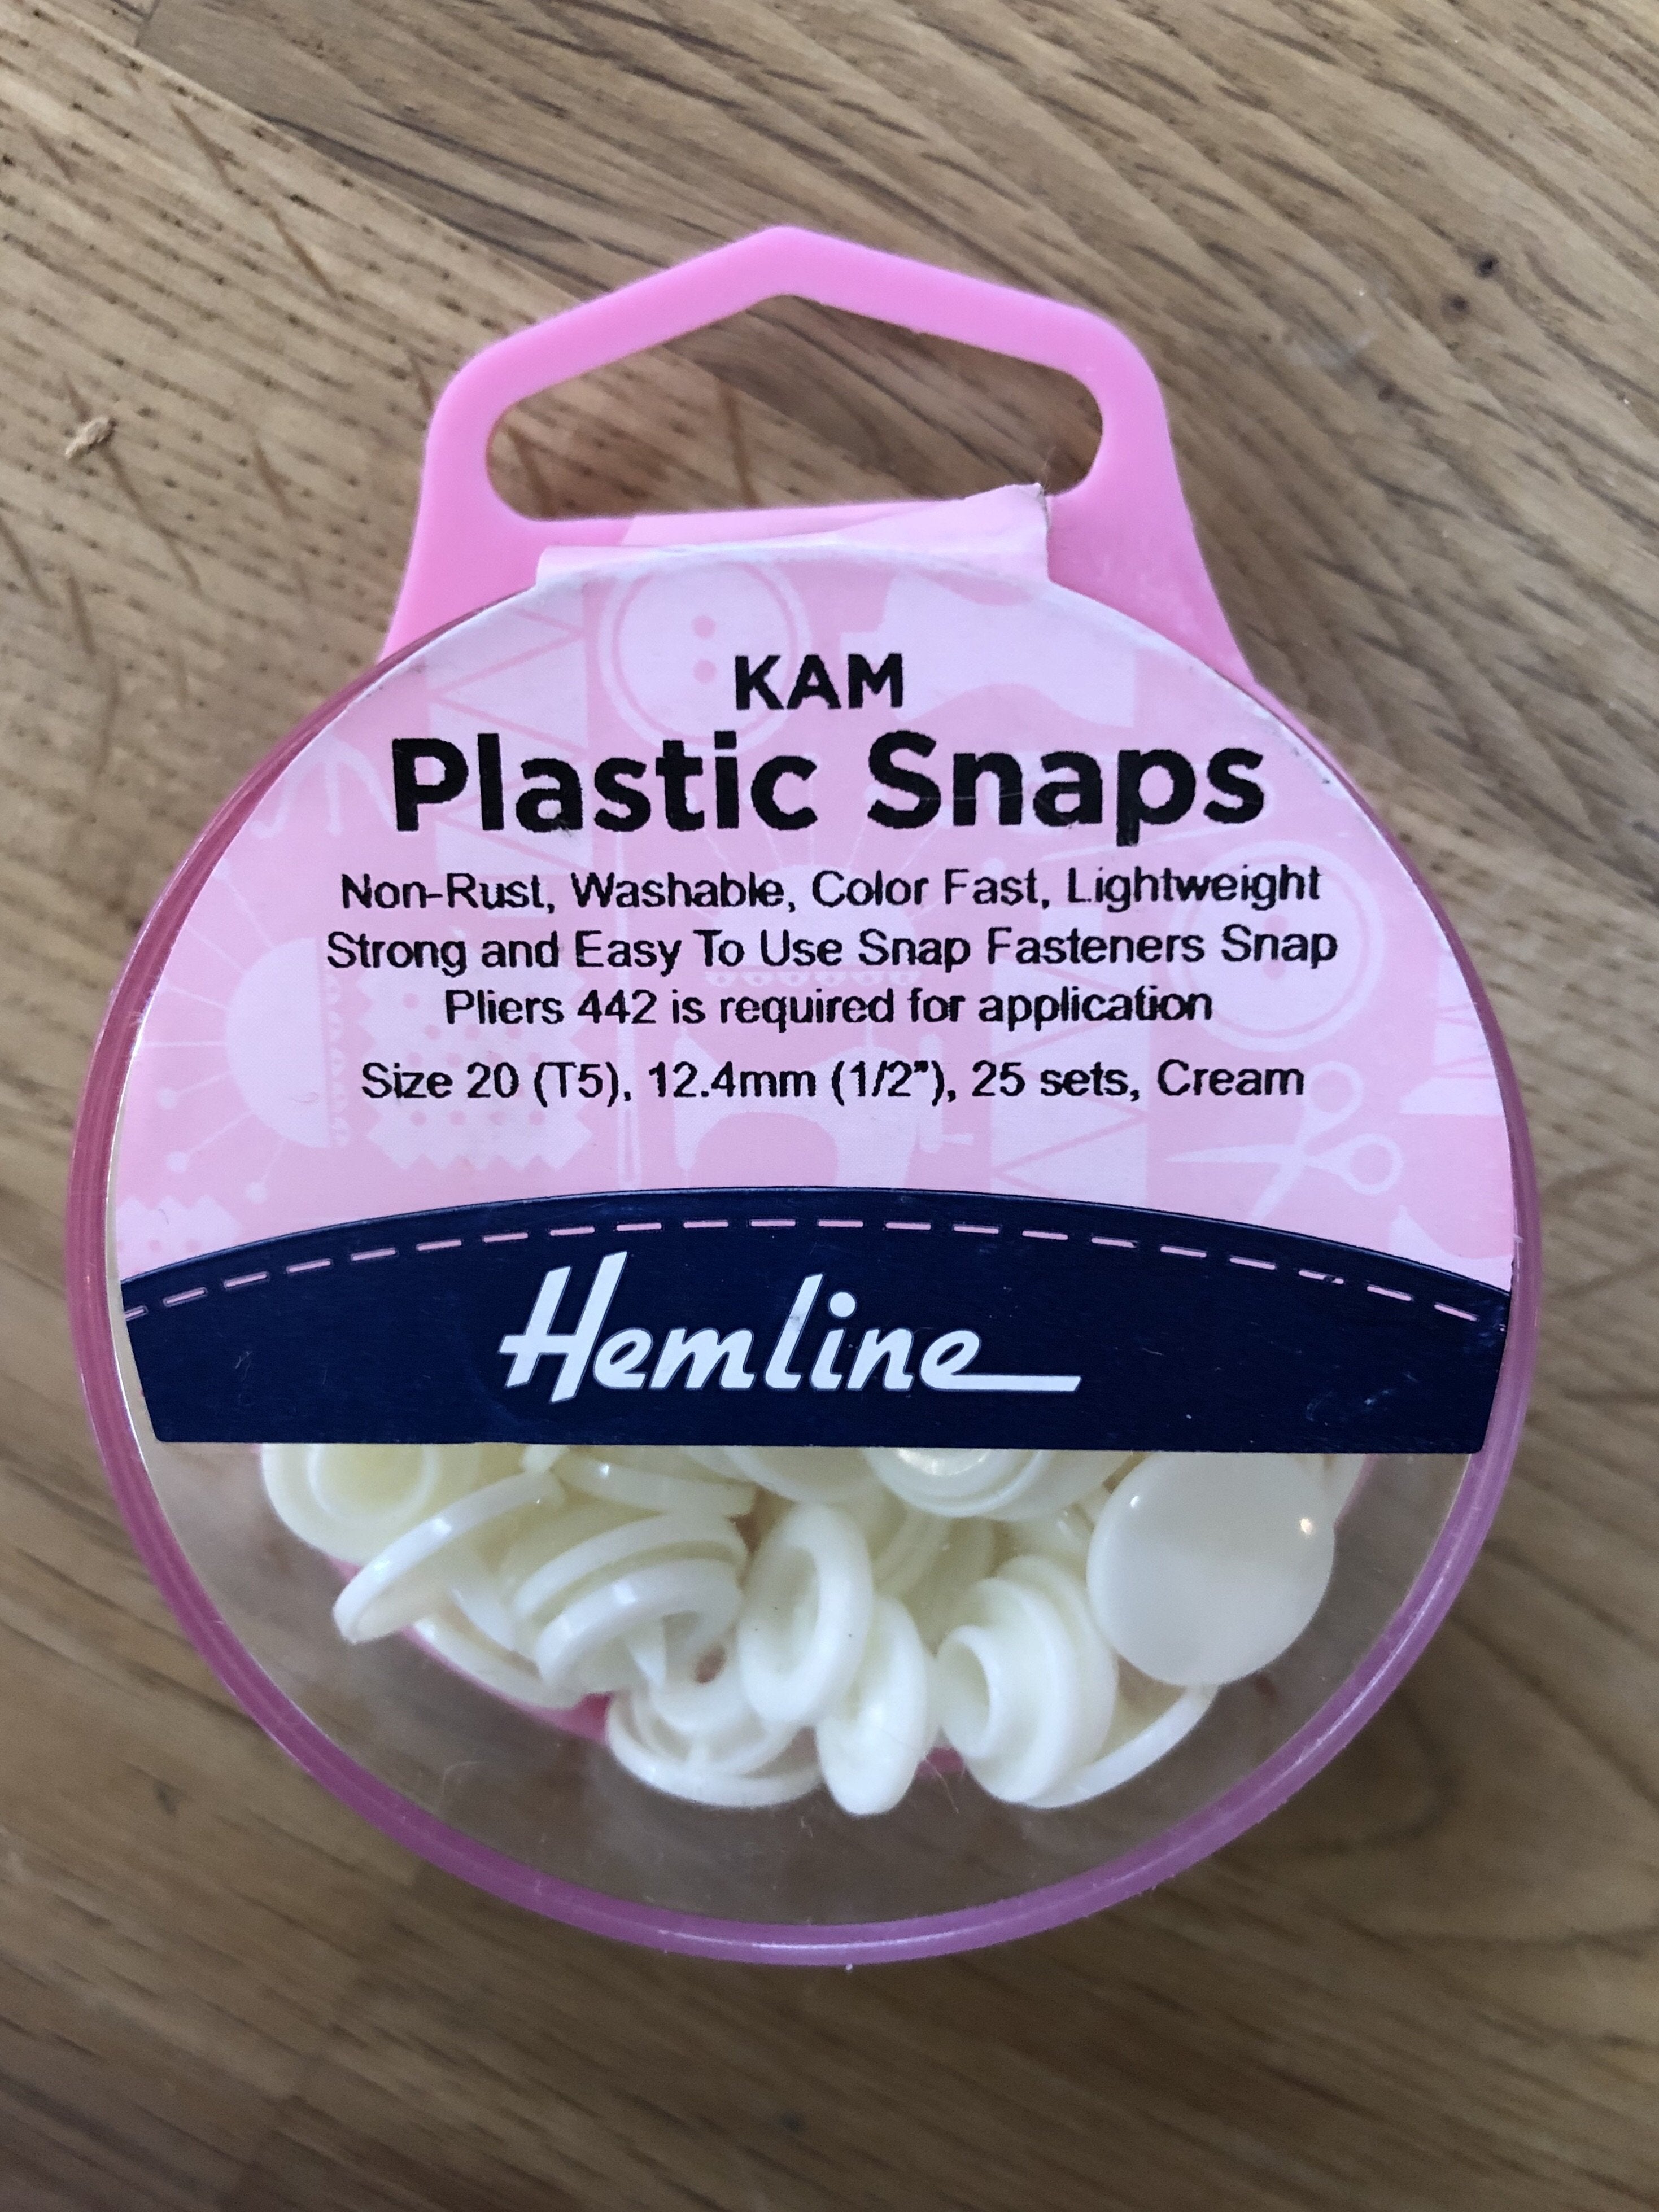 KAM
Plastic Snaps
Non-Rust, Washable, Color Fast, Lightweight
Strong and Easy To Use Snap Fasteners Snap
Pliers 442 is required for application
Size 20 (T5), 12.4mm (1/2"), 25 sets, Cream
Hemline